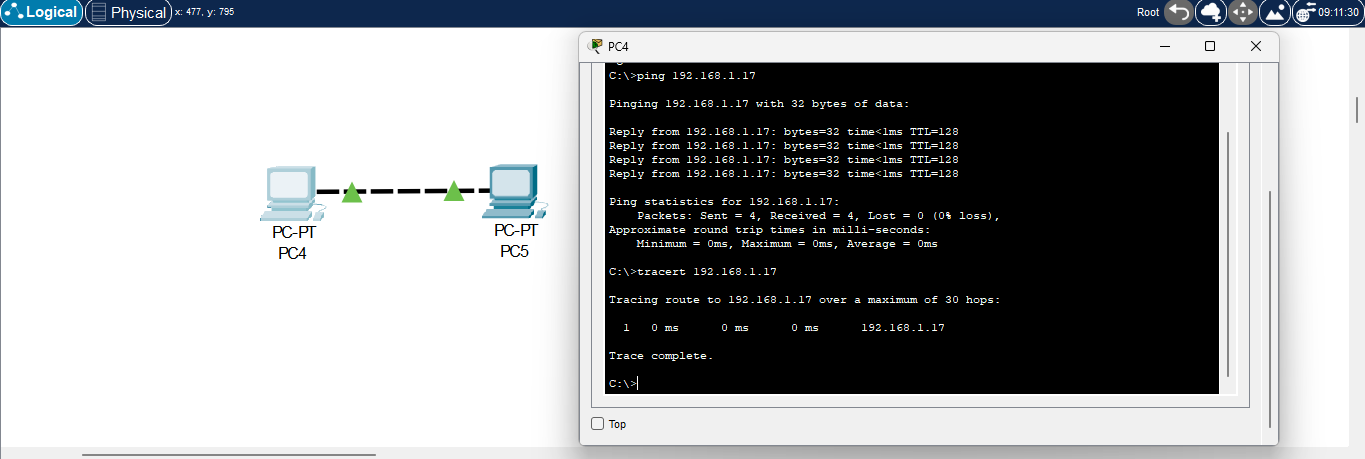 Logical Physical x: 477, y: 795 Root 09:11:30
PC4
C:\>ping 192.168.1.17
Pinging 192.168.1.17 with 32 bytes of data:
Reply from 192.168.1.17: bytes=32 time<1ms TTL=128
Reply from 192.168.1.17: bytes=32 time<1ms TTL=128
Reply from 192.168.1.17: bytes=32 time<1ms TTL=128
Reply from 192.168.1.17: bytes=32 time<1ms TTL=128
Ping statistics for 192.168.1.17:
Packets: Sent = 4, Received = 4, Lost = 0 (0% loss),
Approximate round trip times in milli-seconds:
Minimum = 0ms, Maximum = 0ms, Average = 0ms
C:\>tracert 192.168.1.17
Tracing route to 192.168.1.17 over a maximum of 30 hops:
1 0 ms 0 ms 0 ms 192.168.1.17
Trace complete.
C:\>
Top
PC-PT
PC4
PC-PT
PC5